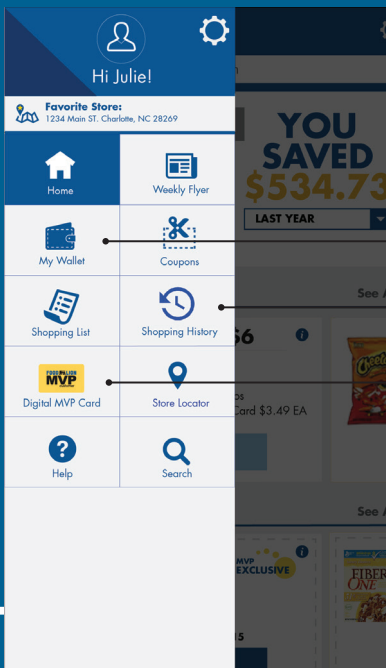 Hi Julie!
Favorite Store:
1234 Main ST. Charlotte, NC 28269
Home
Weekly Flyer
My Wallet
Coupons
Shopping List
Shopping History
FOOD LION
MVP
Digital MVP Card
Store Locator
Help
Search
YOU
SAVED
$534.73
LAST YEAR
See A
$6
Card $3.49 EA
Cheetos
See A
MVP
EXCLUSIVE
FIBER
ONE